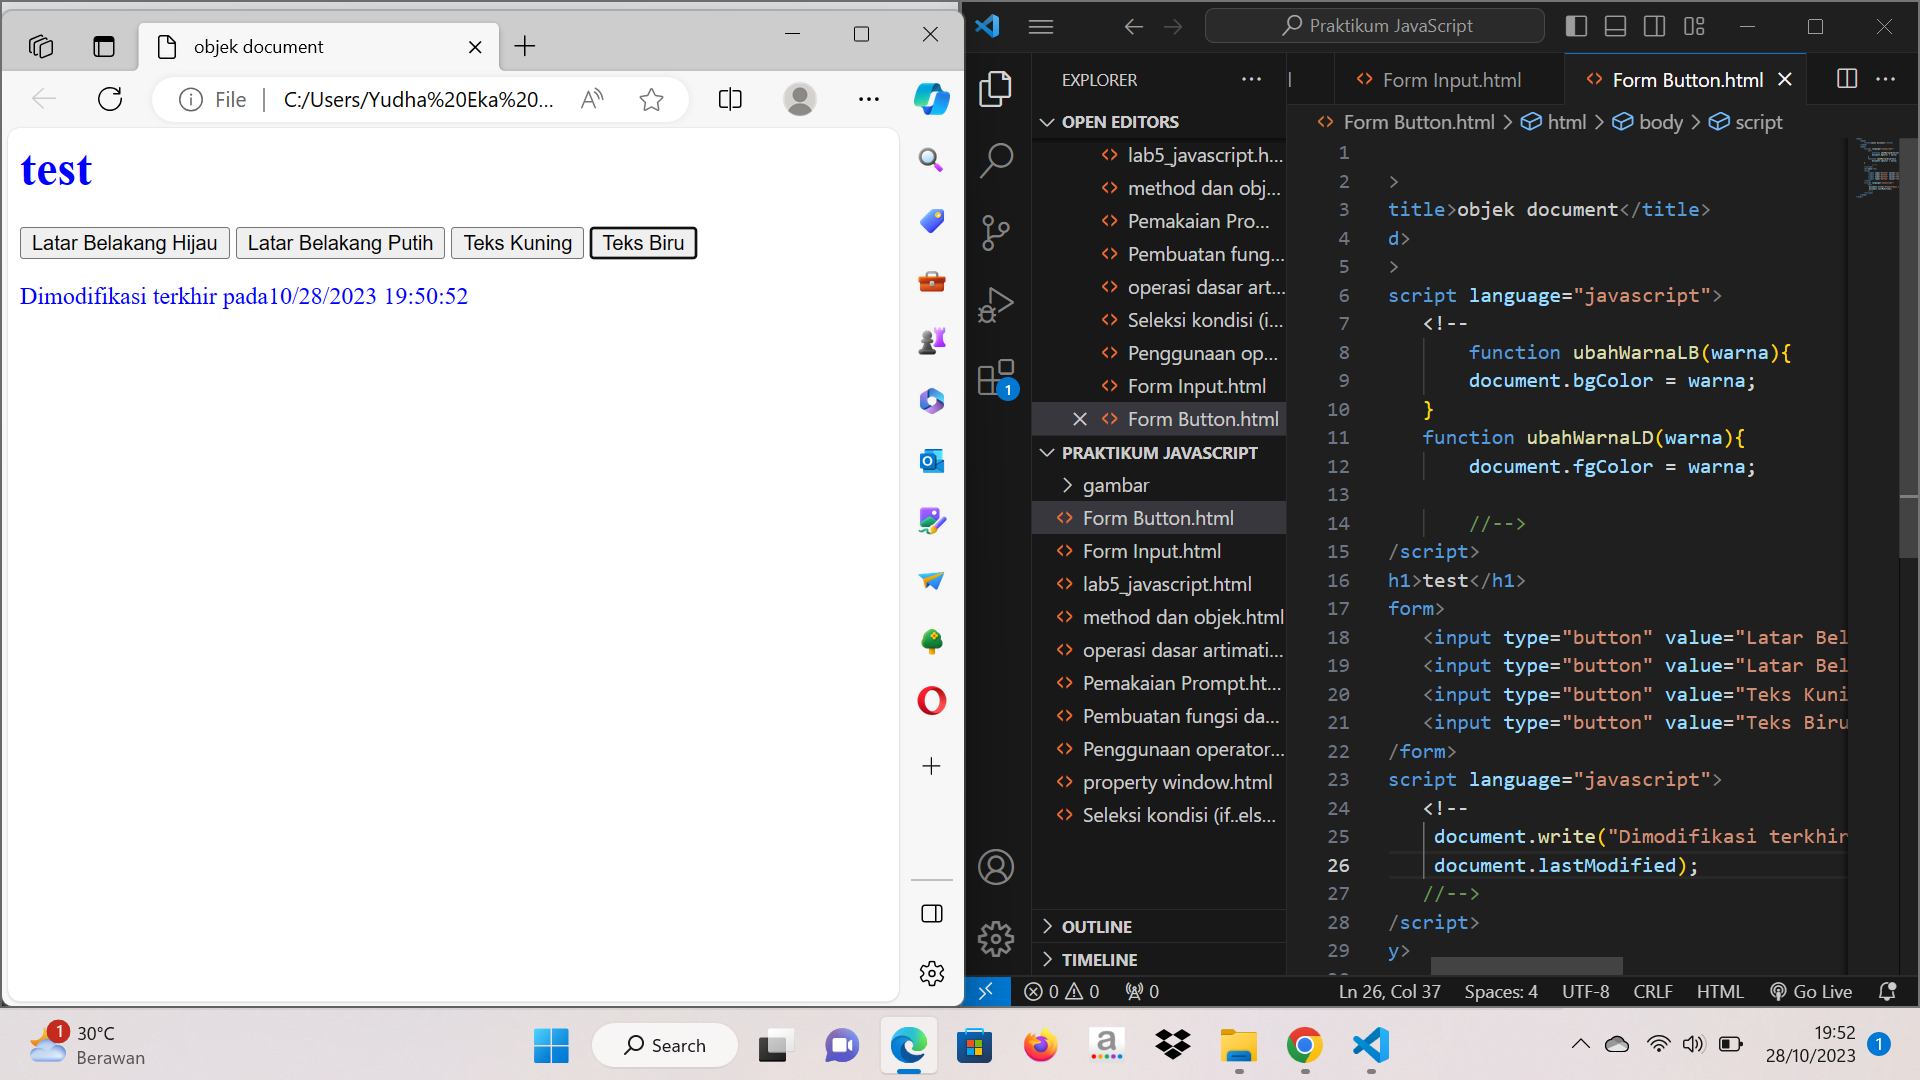 objek document
File
C:/Users/Yudha%20Eka%20...
test
Latar Belakang Hijau
Latar Belakang Putih
Teks Kuning
Teks Biru
Dimodifikasi terkhir pada10/28/2023 19:50:52
Praktikum JavaScript
EXPLORER
OPEN EDITORS
lab5_javascript.h...
method dan obj...
Pemakaian Pro...
Pembuatan fung...
operasi dasar art...
Seleksi kondisi (i...
Penggunaan op...
Form Input.html
Form Button.html
PRAKTIKUM JAVASCRIPT
gambar
Form Button.html
Form Input.html
lab5_javascript.html
method dan objek.html
operasi dasar artimati...
Pemakaian Prompt.ht...
Pembuatan fungsi da...
Penggunaan operator...
property window.html
Seleksi kondisi (if..els...
OUTLINE
TIMELINE
1
Form Input.html
Form Button.html
Form Button.html > html > body > script
1
2 >
3 title>objek document</title>
4 d>
5 >
6 script language="javascript">
7 <!--
8 function ubahWarnaLB(warna){
9 document.bgColor = warna;
10 }
11 function ubahWarnaLD(warna){
12 document.fgColor = warna;
13
14 //-->
15 /script>
16 h1>test</h1>
17 form>
18 <input type="button" value="Latar Bel
19 <input type="button" value="Latar Bel
20 <input type="button" value="Teks Kuni
21 <input type="button" value="Teks Biru
22 /form>
23 script language="javascript">
24 <!--
25 document.write("Dimodifikasi terkhir
26 document.lastModified);
27 //-->
28 /script>
29 y>
0 0 0
Ln 26, Col 37
Spaces: 4
UTF-8
CRLF
HTML
Go Live
1
30°C
Berawan
Search
a
19:52
28/10/2023
1